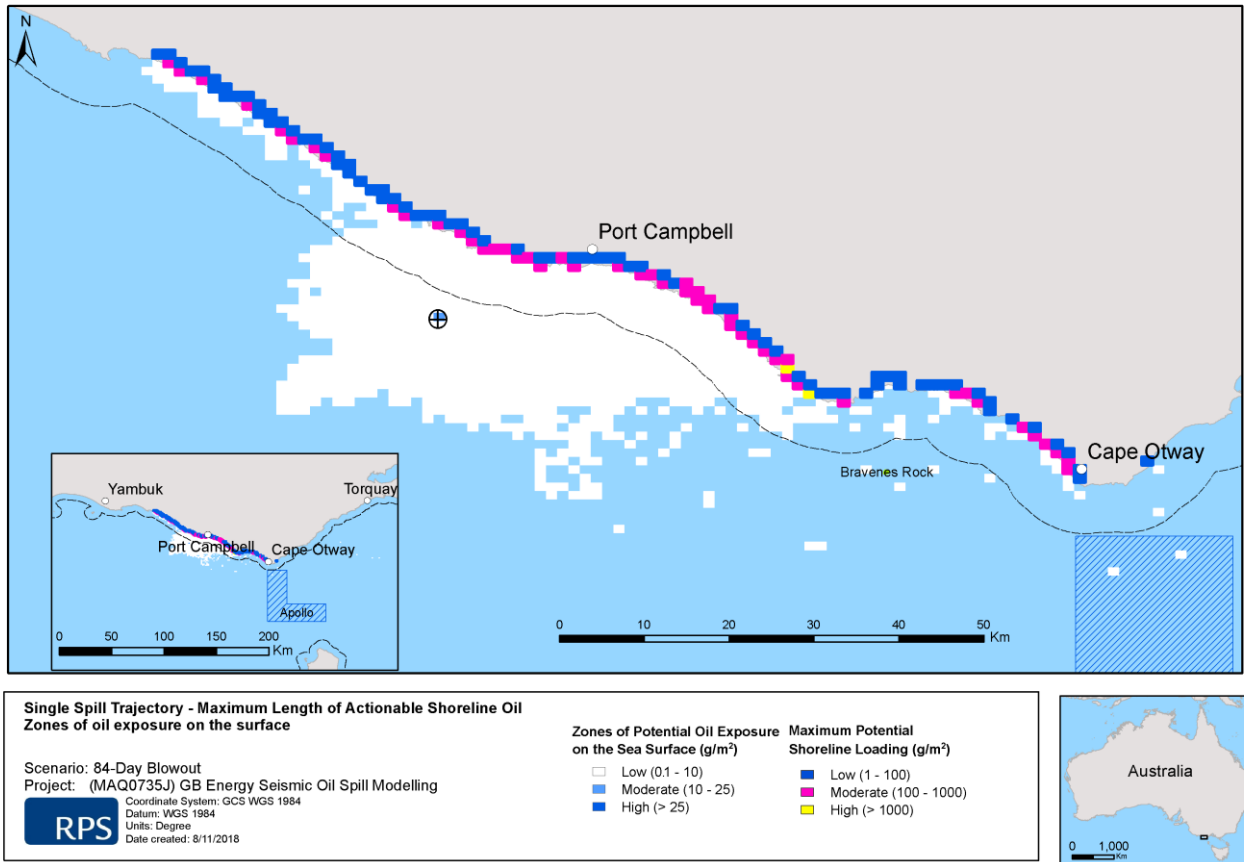 N
Port Campbell
Cape Otway
Bravenes Rock
Yambuk
Torquay
Port Campbell
Cape Otway
Apollo
0 50 100 150 200
Km
0 10 20 30 40 50
Km
Single Spill Trajectory - Maximum Length of Actionable Shoreline Oil
Zones of oil exposure on the surface
Scenario: 84-Day Blowout
Project: (MAQ0735J) GB Energy Seismic Oil Spill Modelling
RPS
Coordinate System: GCS WGS 1984
Datum: WGS 1984
Units: Degree
Date created: 8/11/2018
Zones of Potential Oil Exposure
on the Sea Surface (g/m²)
Low (0.1 - 10)
Moderate (10 - 25)
High (> 25)
Maximum Potential
Shoreline Loading (g/m²)
Low (1 - 100)
Moderate (100 - 1000)
High (> 1000)
Australia
0 1,000
Km